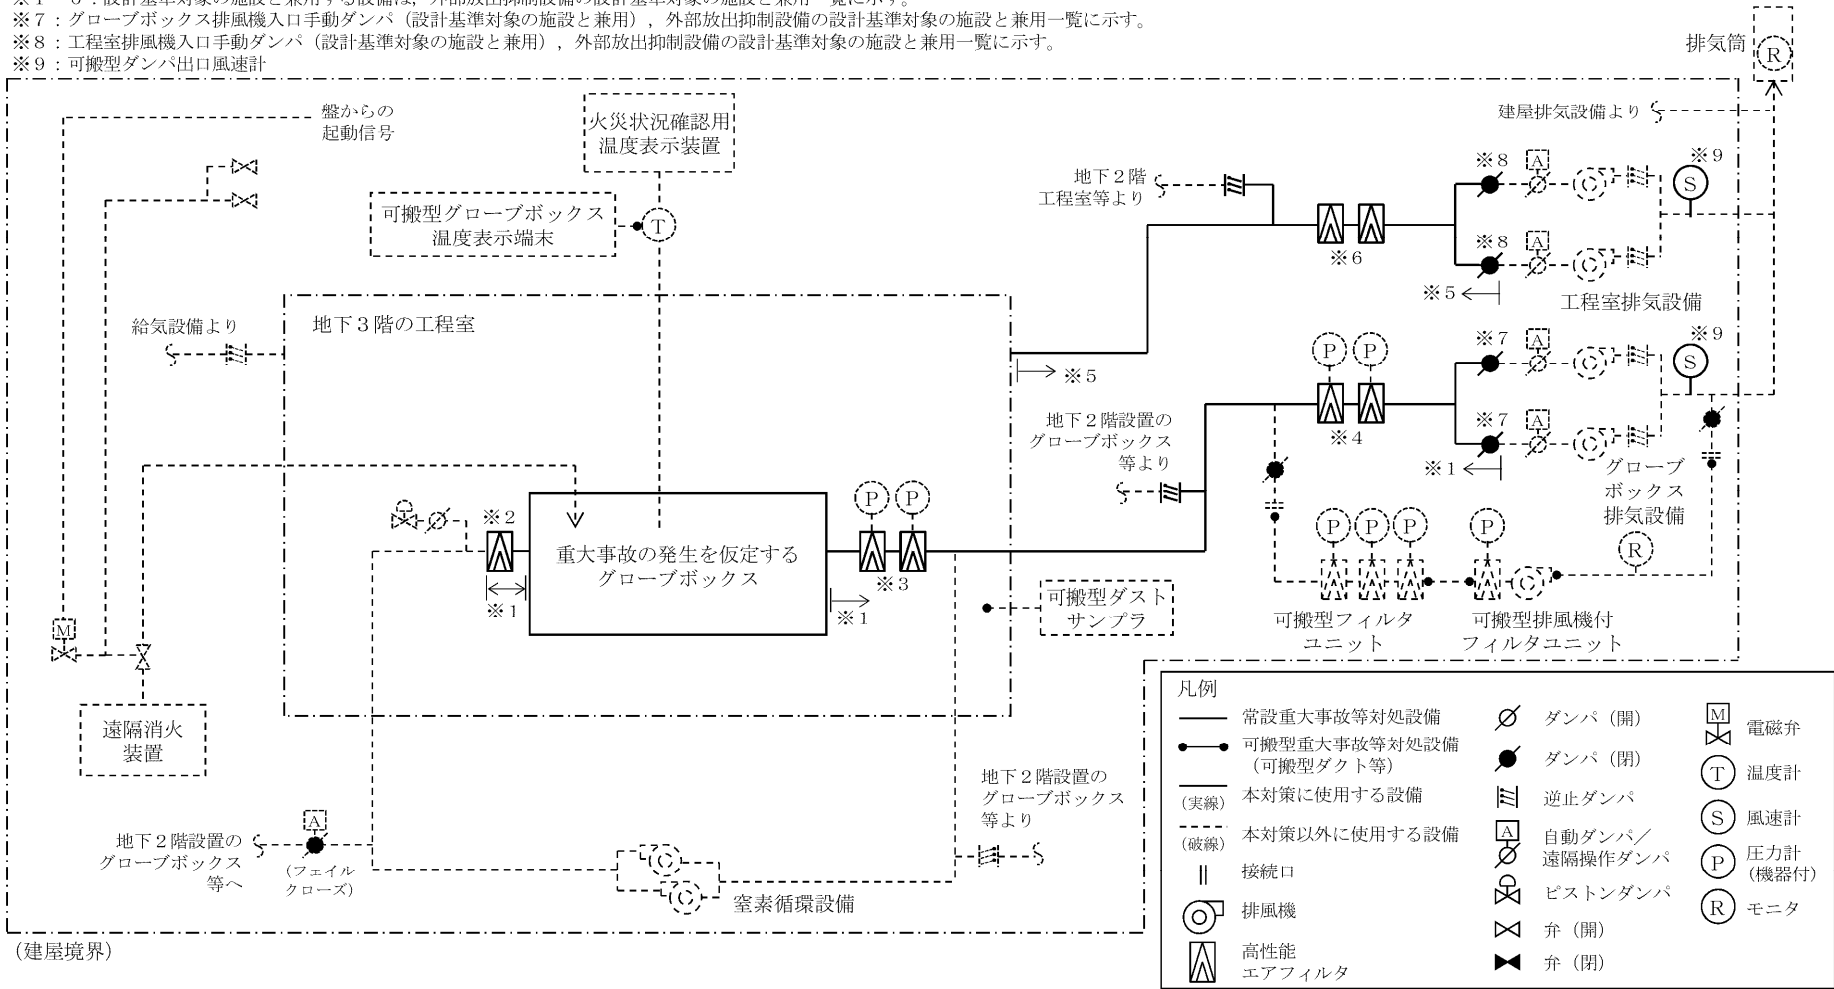 ※７：グローブボックス排風機入口手動ダンパ（設計基準対象の施設と兼用），外部放出抑制設備の設計基準対象の施設と兼用一覧に示す。
※８：工程室排風機入口手動ダンパ（設計基準対象の施設と兼用），外部放出抑制設備の設計基準対象の施設と兼用一覧に示す。
※９：可搬型ダンパ出口風速計
排気筒
R
盤からの
起動信号
火災状況確認用
温度表示装置
可搬型グローブボックス
温度表示端末
T
建屋排気設備より
地下２階
工程室等より
※８
A
※９
S
※６
※８
A
※５
工程室排気設備
給気設備より
地下３階の工程室
※５
P
P
※７
A
※９
S
※４
※７
A
※１
地下２階設置の
グローブボックス
等より
グローブ
ボックス
排気設備
R
※２
※１
重大事故の発生を仮定する
グローブボックス
P
P
※３
※１
P
P
P
P
可搬型ダスト
サンプラ
可搬型フィルタ
ユニット
可搬型排風機付
フィルタユニット
M
遠隔消火
装置
地下２階設置の
グローブボックス
等へ
A
（フェイル
クローズ）
地下２階設置の
グローブボックス
等より
窒素循環設備
（建屋境界）
凡例
常設重大事故等対処設備
可搬型重大事故等対処設備
（可搬型ダクト等）
（実線）
本対策に使用する設備
（破線）
本対策以外に使用する設備
接続口
排風機
高性能
エアフィルタ
ダンパ（開）
ダンパ（閉）
逆止ダンパ
A
自動ダンパ／
遠隔操作ダンパ
ピストンダンパ
弁（開）
弁（閉）
M
電磁弁
T
温度計
S
風速計
P
圧力計
（機器付）
R
モニタ